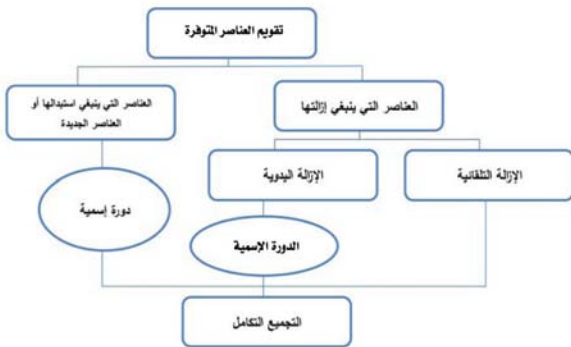 تقويم العناصر المتوفرة
العناصر التي ينبغي إزالتها
العناصر التي ينبغي استبدالها أو
العناصر الجديدة
الإزالة التلقائية
الإزالة اليدوية
دورة إسمية
الدورة الإسمية
التجميع التكامل